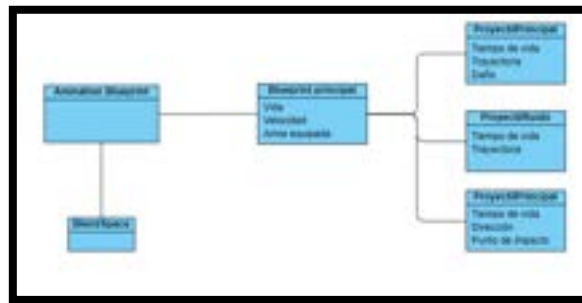 Animation Blueprint
BlendSpace
Blueprint principal
Vida
Velocidad
Arma equipada
ProyectilPrincipal
Tiempo de vida
Trayectoria
Daño
ProyectilRuido
Tiempo de vida
Trayectoria
ProyectilPrincipal
Tiempo de vida
Dirección
Punto de impacto